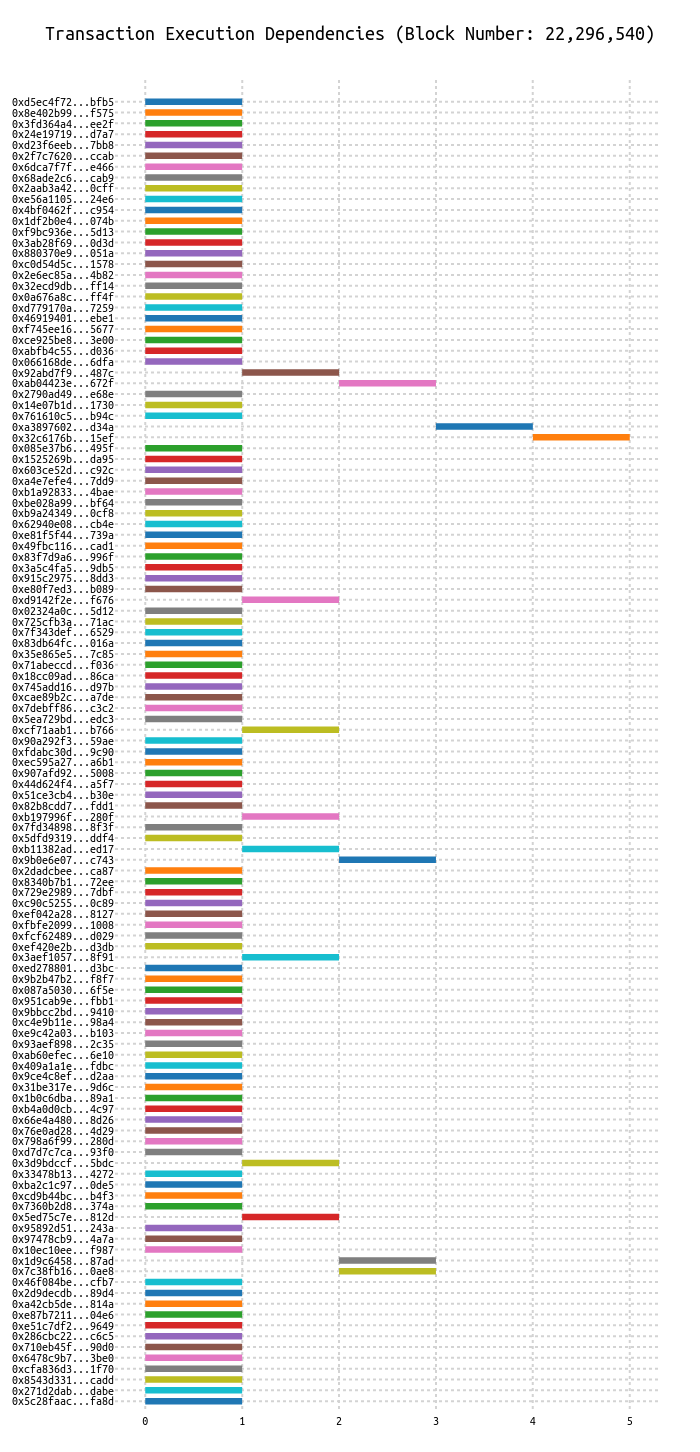 Transaction Execution Dependencies (Block Number: 22,296,540)
0xd5ec4f72...bfb5
0x8e402b99...f575
0x3fd364a4...ee2f
0x24e19719...d7a7
0xd23f6eeb...7bb8
0x2f7c7620...ccab
0x6dca7f7f...e466
0x68ade2c6...cab9
0x2aab3a42...0cff
0xe56a1105...24e6
0x4bf0462f...c954
0x1df2b0e4...074b
0xf9bc936e...5d13
0x3ab28f69...0d3d
0x880370e9...051a
0xc0d54d5c...1578
0x2e6ec85a...4b82
0x32ecd9db...ff14
0x0a676a8c...ff4f
0xd779170a...7259
0x46919401...ebe1
0xf745ee16...5677
0xce925be8...3e00
0xabfb4c55...d036
0x066168de...6dfa
0x92abd7f9...487c
0xab04423e...672f
0x2790ad49...e68e
0x14e07b1d...1730
0x761610c5...b94c
0xa3897602...d34a
0x32c6176b...15ef
0x085e37b6...495f
0x1525269b...da95
0x603ce52d...c92c
0xa4e7efe4...7dd9
0xb1a92833...4bae
0xbe028a99...bf64
0xb9a24349...0cf8
0x62940e08...cb4e
0xe81f5f44...739a
0x49fbc116...cad1
0x83f7d9a6...996f
0x3a5c4fa5...9db5
0x915c2975...8dd3
0xe80f7ed3...b089
0xd9142f2e...f676
0x02324a0c...5d12
0x725cfb3a...71ac
0x7f343def...6529
0x83db64fc...016a
0x35e865e5...7c85
0x71abeccd...f036
0x18cc09ad...86ca
0x745add16...d97b
0xcae89b2c...a7de
0x7debff86...c3c2
0x5ea729bd...edc3
0xcf71aab1...b766
0x90a292f3...59ae
0xfdabc30d...9c90
0xec595a27...a6b1
0x907afd92...5008
0x44d624f4...a5f7
0x51ce3cb4...b30e
0x82b8cdd7...fdd1
0xb197996f...280f
0x7fd34898...8f3f
0x5dfd9319...ddf4
0xb11382ad...ed17
0x9b0e6e07...c743
0x2dadcbee...ca87
0x8340b7b1...72ee
0x729e2989...7dbf
0xc90c5255...0c89
0xef042a28...8127
0xfbfe2099...1008
0xfcf62489...d029
0xef420e2b...d3db
0x3aef1057...8f91
0xed278801...d3bc
0x9b2b47b2...f8f7
0x087a5030...6f5e
0x951cab9e...fbb1
0x9bbcc2bd...9410
0xc4e9b11e...98a4
0xe9c42a03...b103
0x93aef898...2c35
0xab60efec...6e10
0x409a1a1e...fdbc
0x9ce4c8ef...d2aa
0x31be317e...9d6c
0x1b0c6dba...89a1
0xb4a0d0cb...4c97
0x66e4a480...8d26
0x76e0ad28...4d29
0x798a6f99...280d
0xd7d7c7ca...93f0
0x3d9bdccf...5bdc
0x33478b13...4272
0xba2c1c97...0de5
0xcd9b44bc...b4f3
0x7360b2d8...374a
0x5ed75c7e...812d
0x95892d51...243a
0x97478cb9...4a7a
0x10ec10ee...f987
0x1d9c6458...87ad
0x7c38fb16...0ae8
0x46f084be...cfb7
0x2d9decdb...89d4
0xa42cb5de...814a
0xe87b7211...04e6
0xe51c7df2...9649
0x286cbc22...c6c5
0x710eb45f...90d0
0x6478c9b7...3be0
0xcfa836d3...1f70
0x8543d331...cadd
0x271d2dab...dabe
0x5c28faac...fa8d
0 1 2 3 4 5